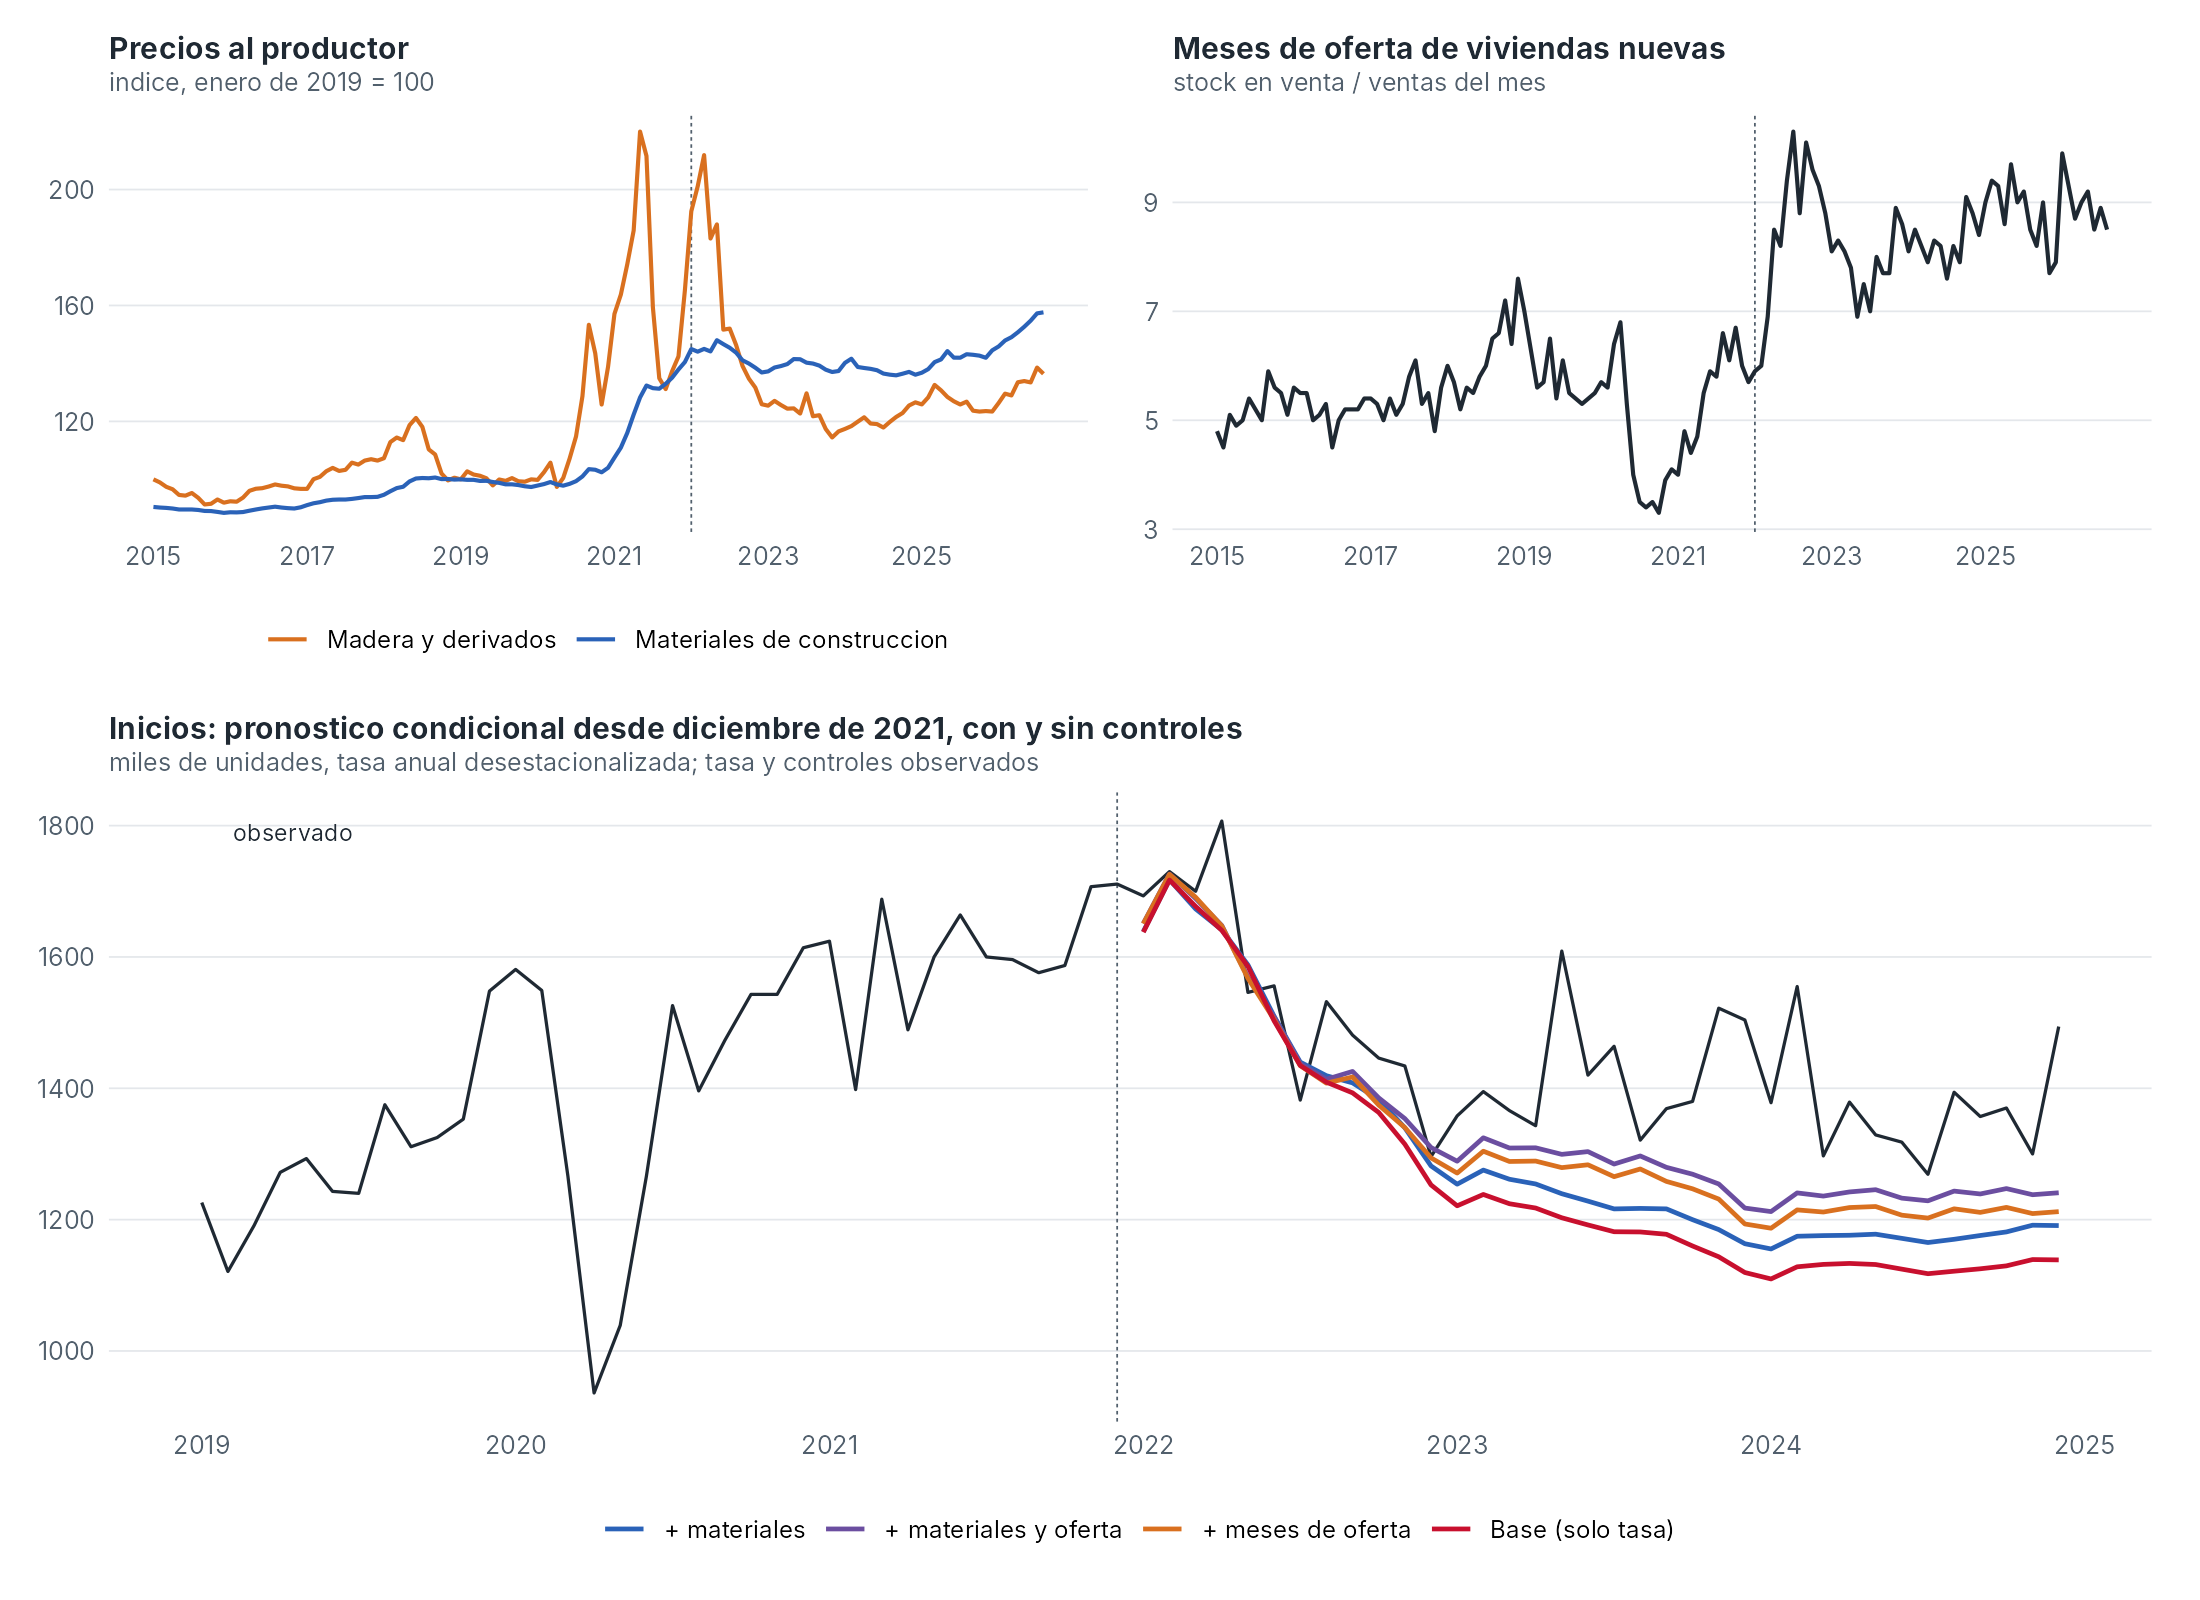 Precios al productor
indice, enero de 2019 = 100
200
160
120
2015 2017 2019 2021 2023 2025
Madera y derivados Materiales de construccion
Meses de oferta de viviendas nuevas
stock en venta / ventas del mes
9
7
5
3
2015 2017 2019 2021 2023 2025
Inicios: pronostico condicional desde diciembre de 2021, con y sin controles
miles de unidades, tasa anual desestacionalizada; tasa y controles observados
1800
observado
1600
1400
1200
1000
2019 2020 2021 2022 2023 2024 2025
+ materiales + materiales y oferta + meses de oferta Base (solo tasa)